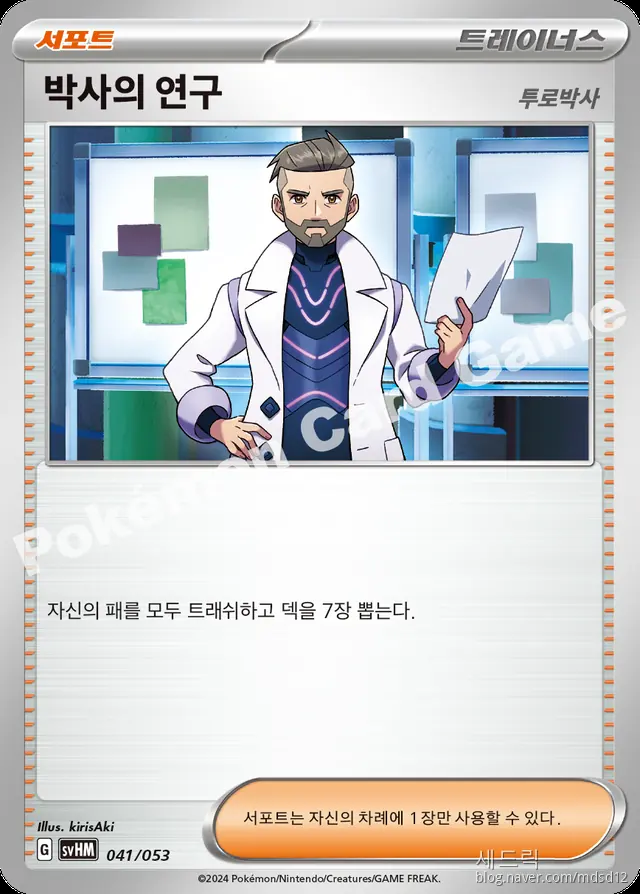 서포트
트레이너스
박사의 연구
투로박사
Pokémon Card Game
자신의 패를 모두 트래쉬하고 덱을 7장 뽑는다.
서포트는 자신의 차례에 1장만 사용할 수 있다.
Illus. kirisAki
G svHM 041/053
©2024 Pokémon/Nintendo/Creatures/GAME FREAK.
세드릭
blog.naver.com/mdsd12